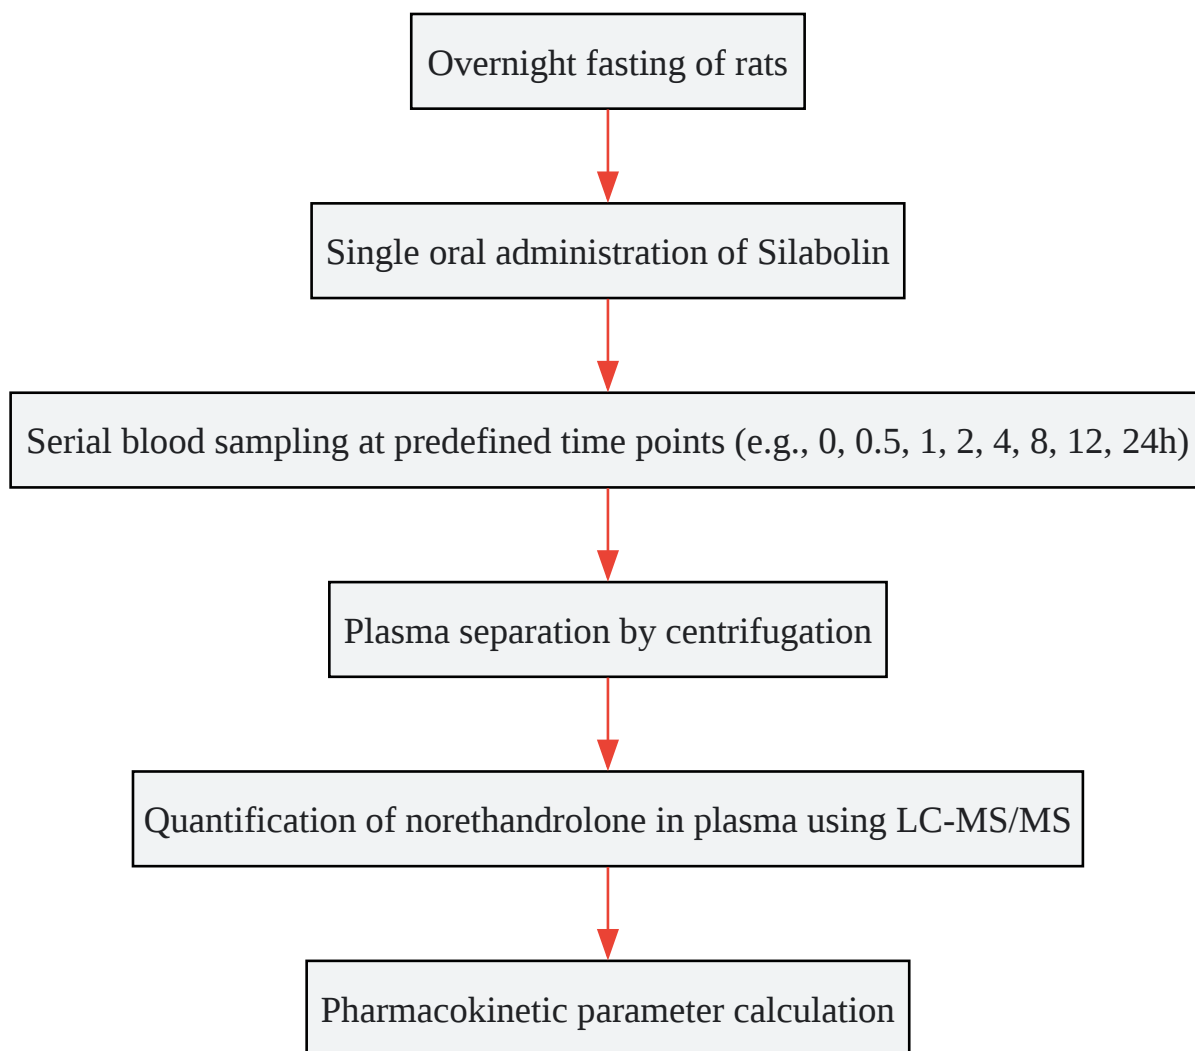 Overnight fasting of rats
Single oral administration of Silabolin
Serial blood sampling at predefined time points (e.g., 0, 0.5, 1, 2, 4, 8, 12, 24h)
Plasma separation by centrifugation
Quantification of norethandrolone in plasma using LC-MS/MS
Pharmacokinetic parameter calculation